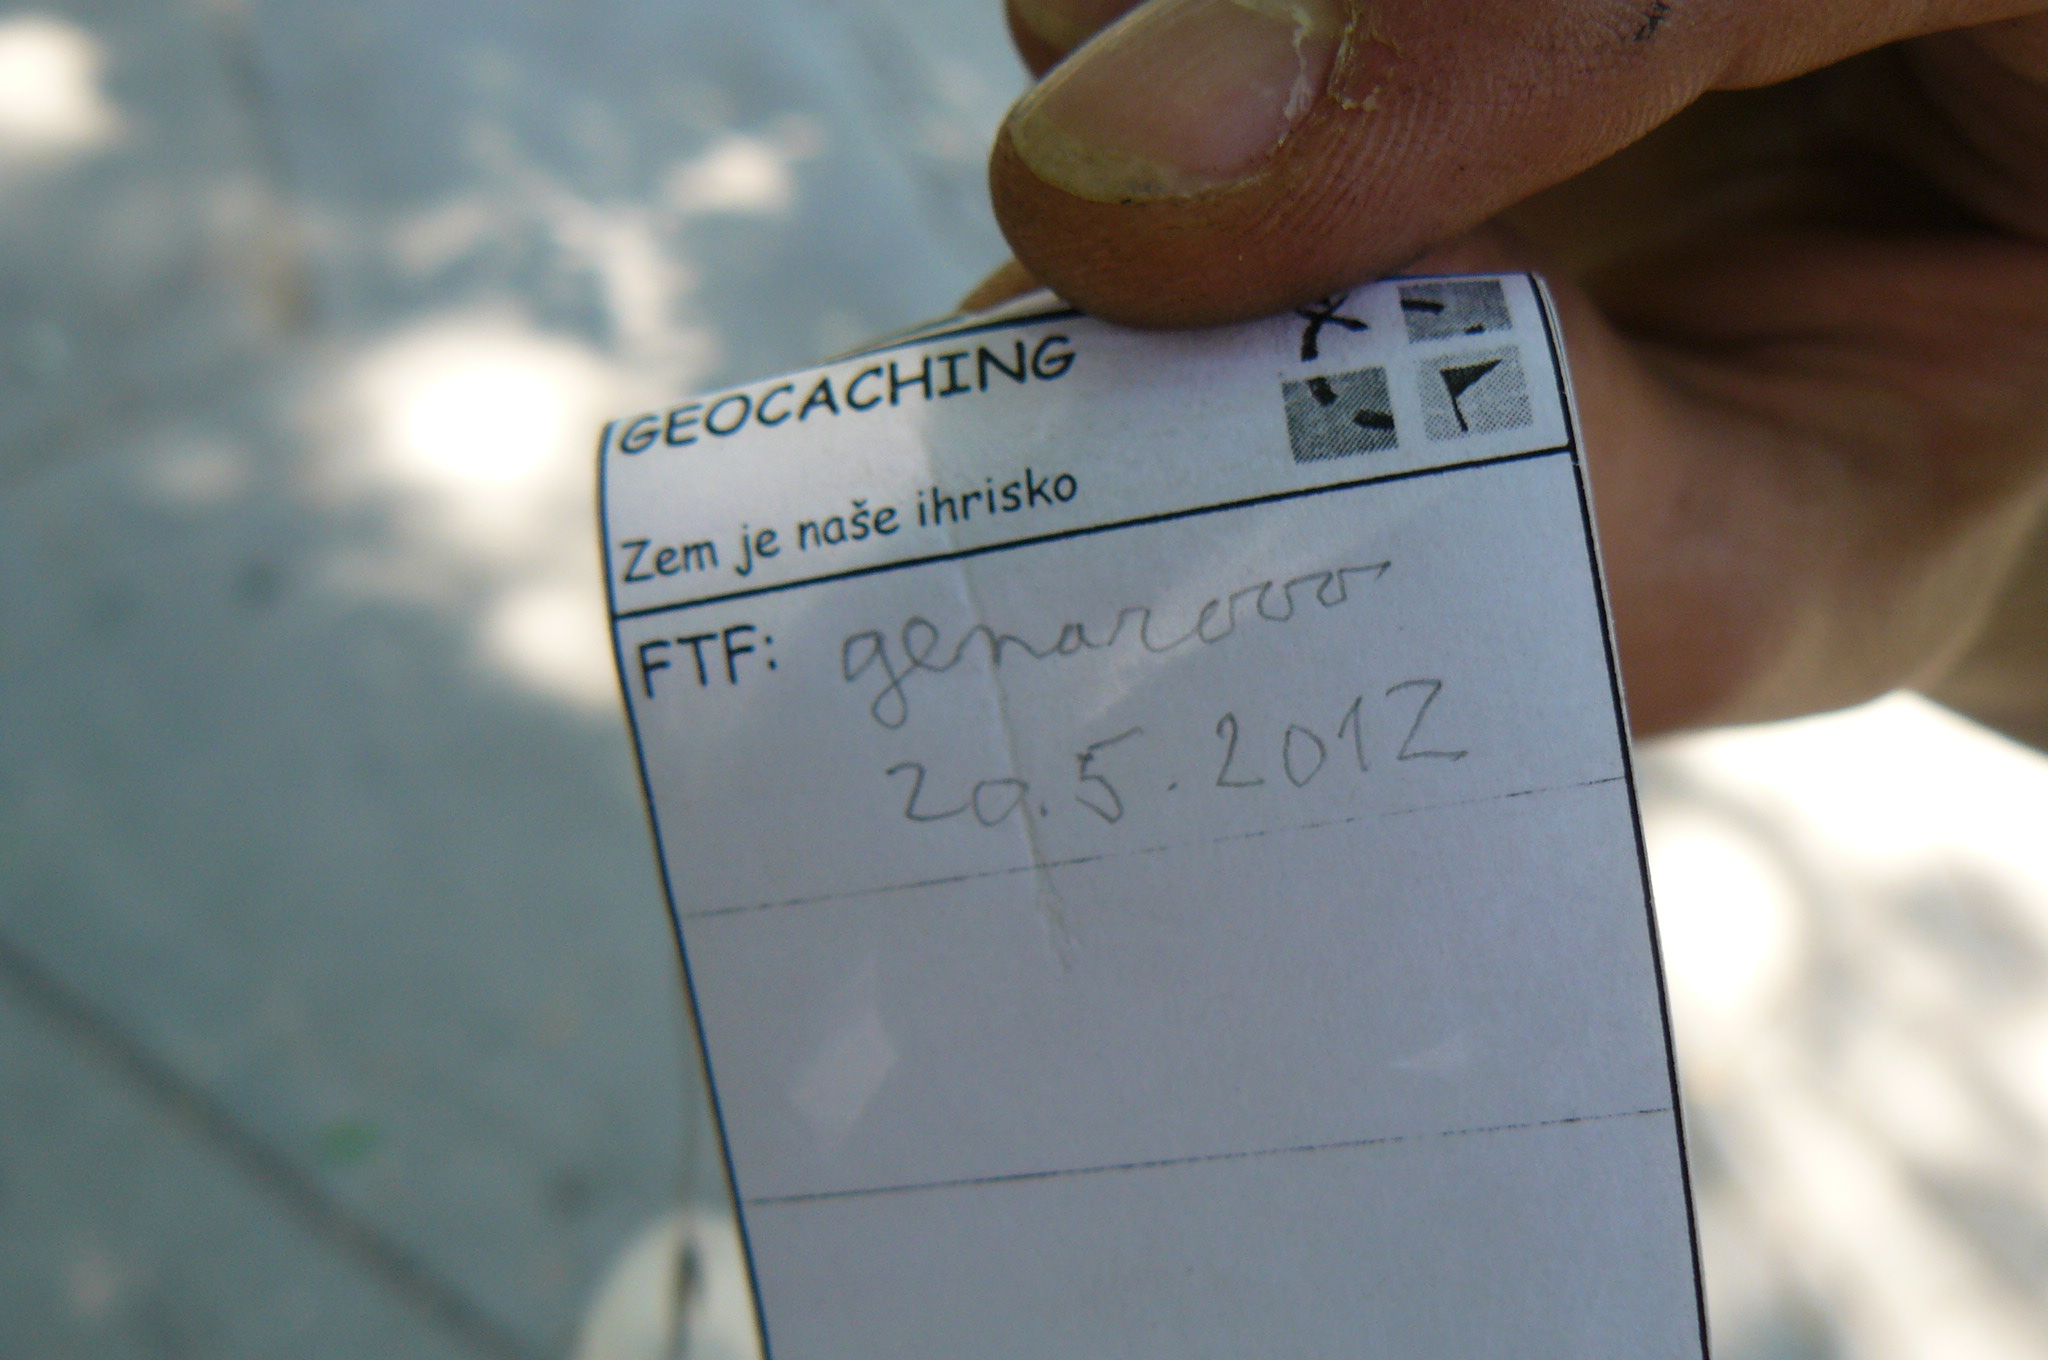 GEOCACHING
Zem je naše ihrisko
FTF: genarooo
20.5.2012